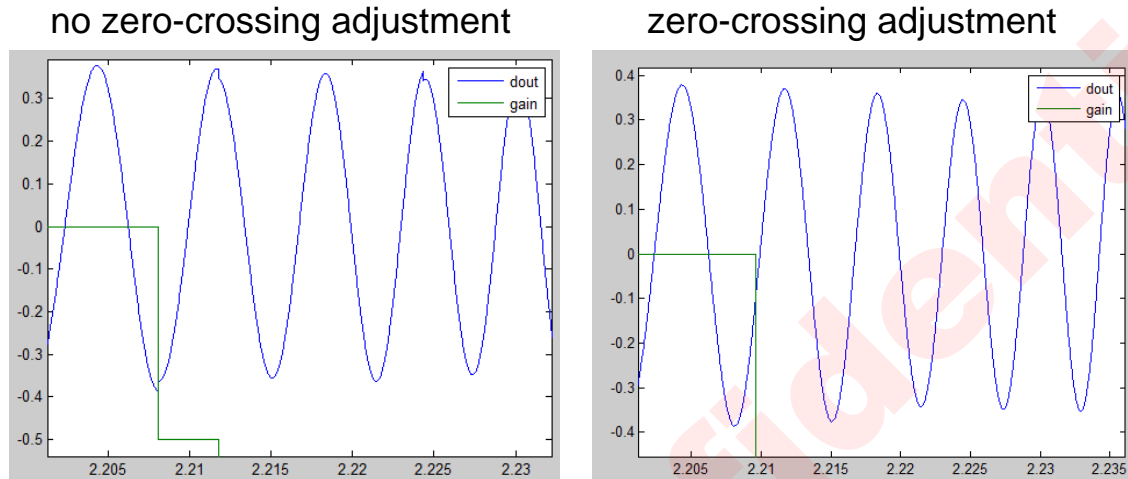 no zero-crossing adjustment
dout
gain
0.3
0.2
0.1
0
-0.1
-0.2
-0.3
-0.4
-0.5
2.205 2.21 2.215 2.22 2.225 2.23
zero-crossing adjustment
dout
gain
0.4
0.3
0.2
0.1
0
-0.1
-0.2
-0.3
-0.4
2.205 2.21 2.215 2.22 2.225 2.23 2.235
fidenti